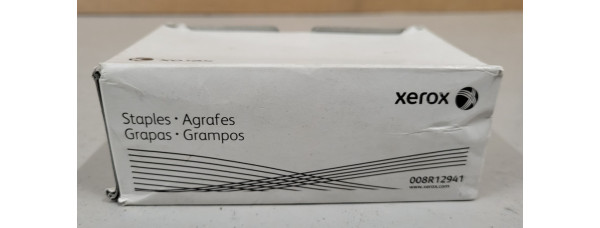 xerox
Staples • Agrafes
Grapas • Grampos
008R12941
www.xerox.com